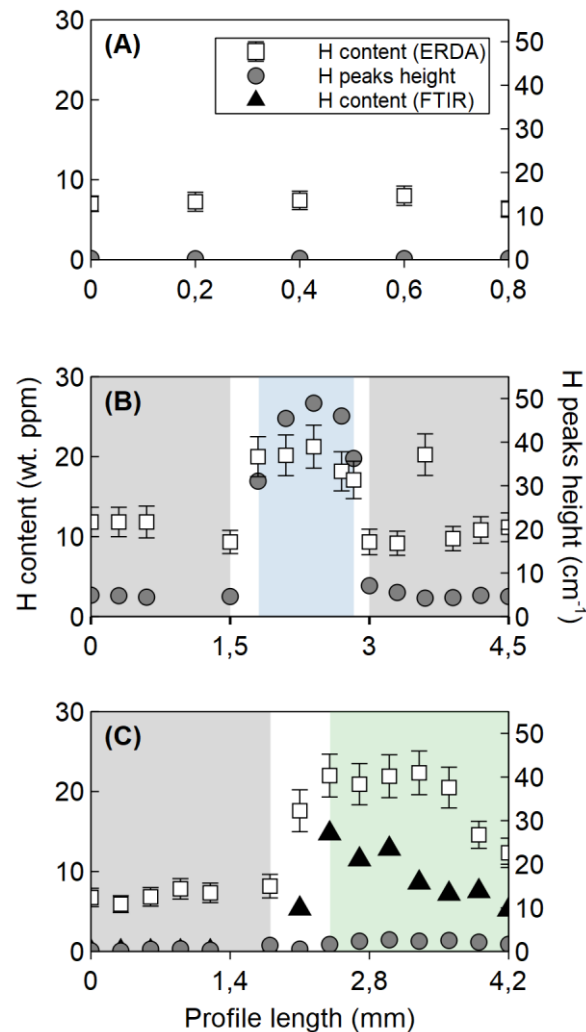 (A)
H content (ERDA)
H peaks height
H content (FTIR)
30
20
10
0
50
40
30
20
10
0
0 0,2 0,4 0,6 0,8
(B)
30
20
10
0
50
40
30
20
10
0
0 1,5 3 4,5
H content (wt. ppm)
H peaks height (cm⁻¹)
(C)
30
20
10
0
50
40
30
20
10
0
0 1,4 2,8 4,2
Profile length (mm)